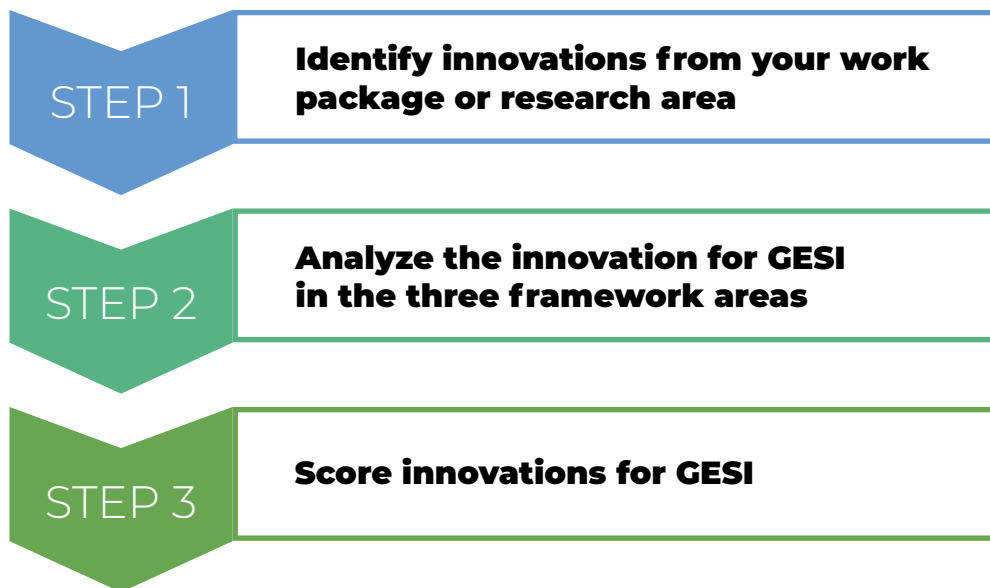 STEP 1
Identify innovations from your work
package or research area
STEP 2
Analyze the innovation for GESI
in the three framework areas
STEP 3
Score innovations for GESI